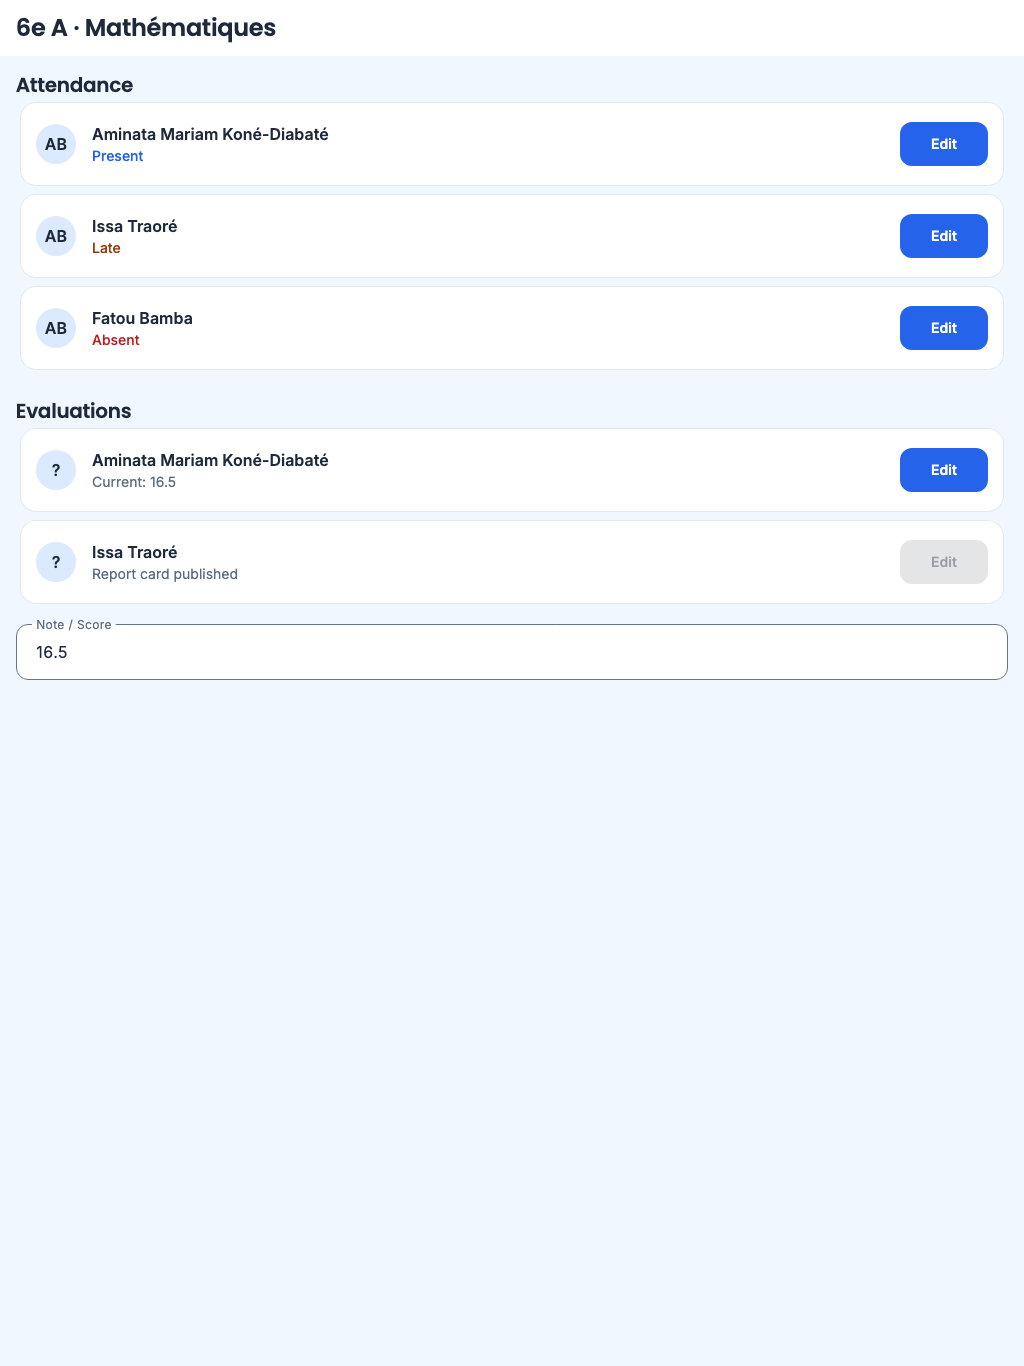 6e A · Mathématiques
Attendance
AB
Aminata Mariam Koné-Diabaté
Present
Edit
AB
Issa Traoré
Late
Edit
AB
Fatou Bamba
Absent
Edit
Evaluations
?
Aminata Mariam Koné-Diabaté
Current: 16.5
Edit
?
Issa Traoré
Report card published
Edit
Note / Score
16.5